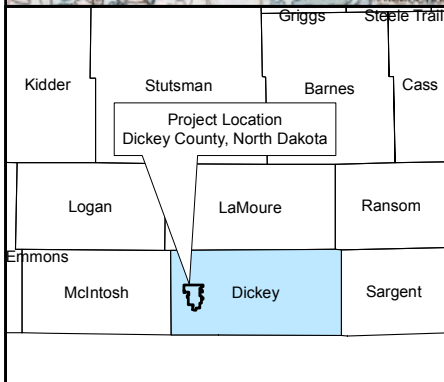 Griggs Steele Trail
Kidder Stutsman Barnes Cass
Project Location
Dickey County, North Dakota
Logan LaMoure Ransom
Emmons
McIntosh Dickey Sargent